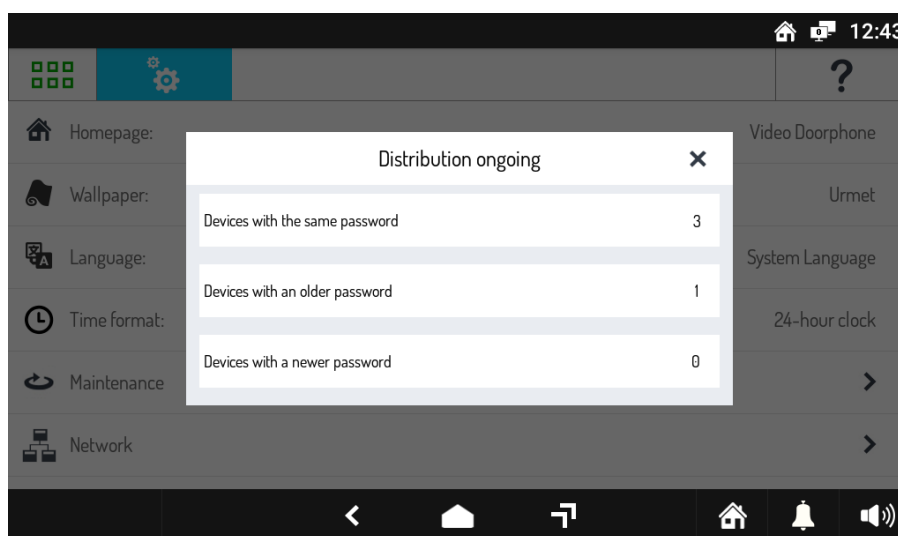 12:43
?
Homepage:
Video Doorphone
Distribution ongoing
Wallpaper:
Urmet
Devices with the same password 3
Language:
System Language
Devices with an older password 1
Time format:
24-hour clock
Devices with a newer password 0
Maintenance
Network